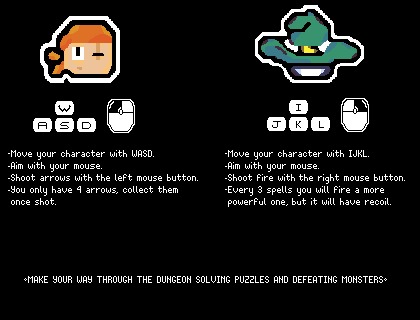 W
A S D
-Move your character with WASD.
-Aim with your mouse.
-Shoot arrows with the left mouse button.
-You only have 4 arrows, collect them
once shot.
I
J K L
-Move your character with IJKL.
-Aim with your mouse.
-Shoot fire with the right mouse button.
-Every 3 spells you will fire a more
powerful one, but it will have recoil.
◦MAKE YOUR WAY THROUGH THE DUNGEON SOLVING PUZZLES AND DEFEATING MONSTERS◦